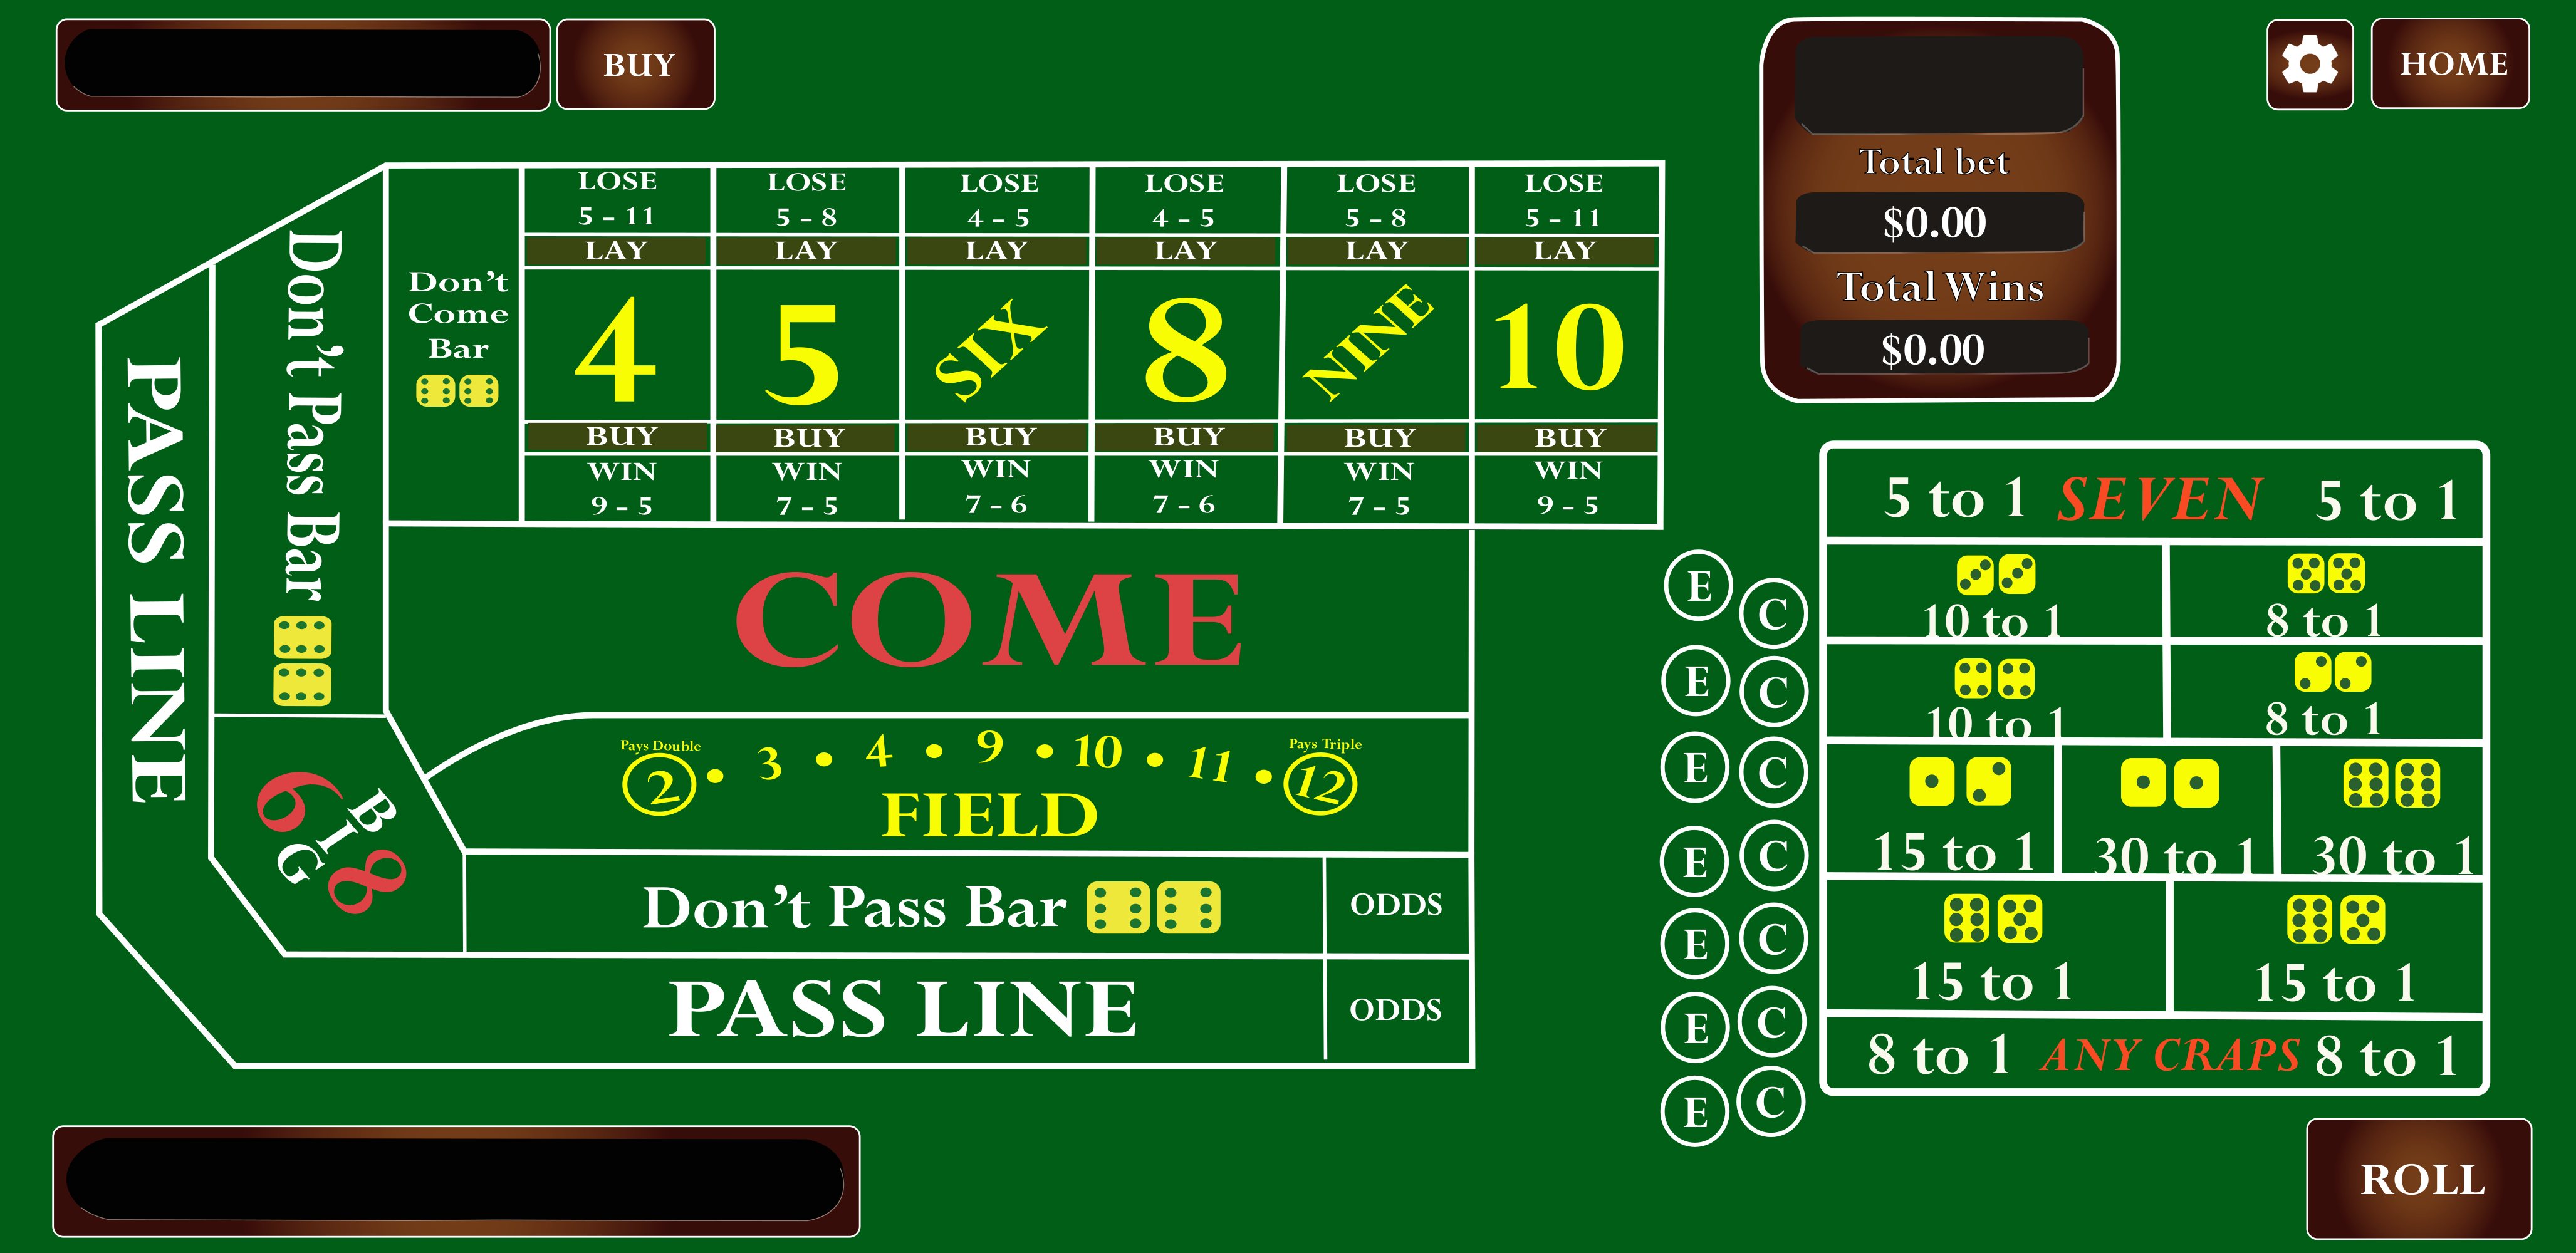 BUY
HOME
Total bet
$0.00
Total Wins
$0.00
LOSE
5 - 11
LAY
4
BUY
WIN
9 - 5
LOSE
5 - 8
LAY
5
BUY
WIN
7 - 5
LOSE
4 - 5
LAY
SIX
BUY
WIN
7 - 6
LOSE
4 - 5
LAY
8
BUY
WIN
7 - 6
LOSE
5 - 8
LAY
NINE
BUY
WIN
7 - 5
LOSE
5 - 11
LAY
10
BUY
WIN
9 - 5
Don't
Come
Bar
Don't Pass Bar
PASS LINE
COME
Pays Double
2 • 3 • 4 • 9 • 10 • 11 • 12
Pays Triple
FIELD
6
BIG
8
Don't Pass Bar
ODDS
PASS LINE
ODDS
E
C
E
C
E
C
E
C
E
C
E
C
E
C
5 to 1 SEVEN 5 to 1
10 to 1
8 to 1
10 to 1
8 to 1
15 to 1
30 to 1
30 to 1
15 to 1
15 to 1
8 to 1 ANY CRAPS 8 to 1
ROLL